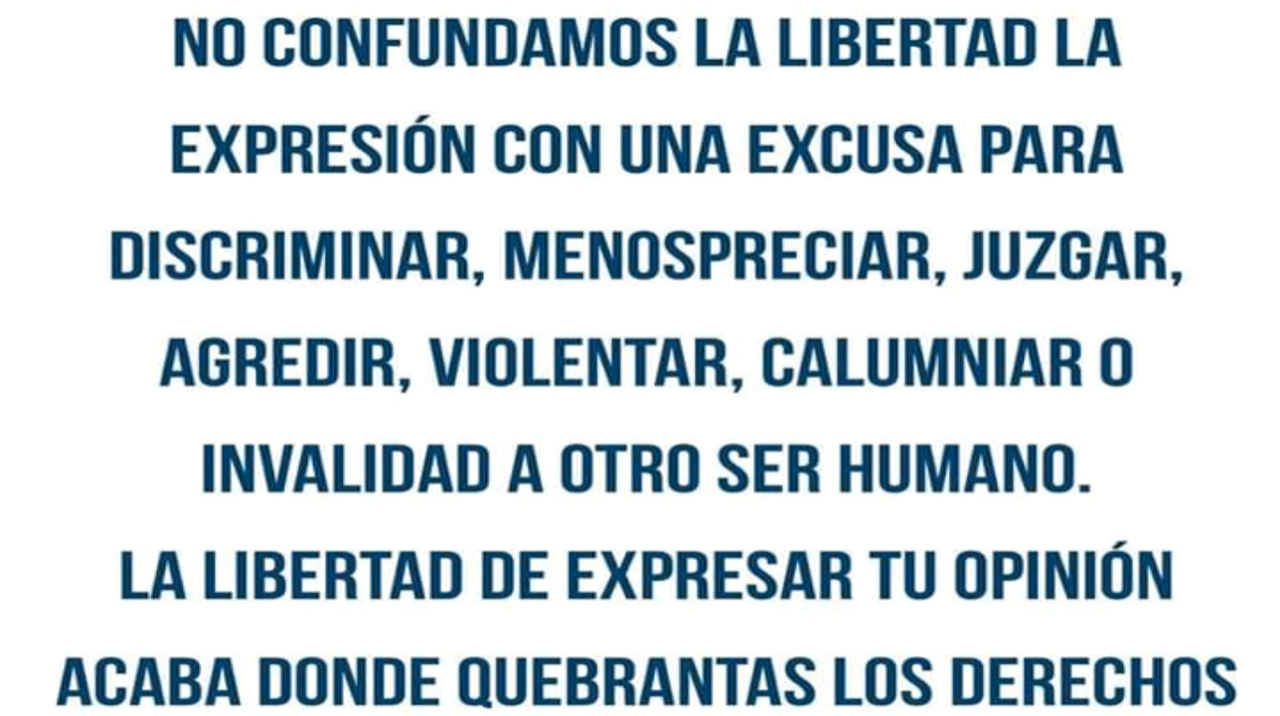 NO CONFUNDAMOS LA LIBERTAD LA
EXPRESIÓN CON UNA EXCUSA PARA
DISCRIMINAR, MENOSPRECIAR, JUZGAR,
AGREDIR, VIOLENTAR, CALUMNIAR O
INVALIDAD A OTRO SER HUMANO.
LA LIBERTAD DE EXPRESAR TU OPINIÓN
ACABA DONDE QUEBRANTAS LOS DERECHOS